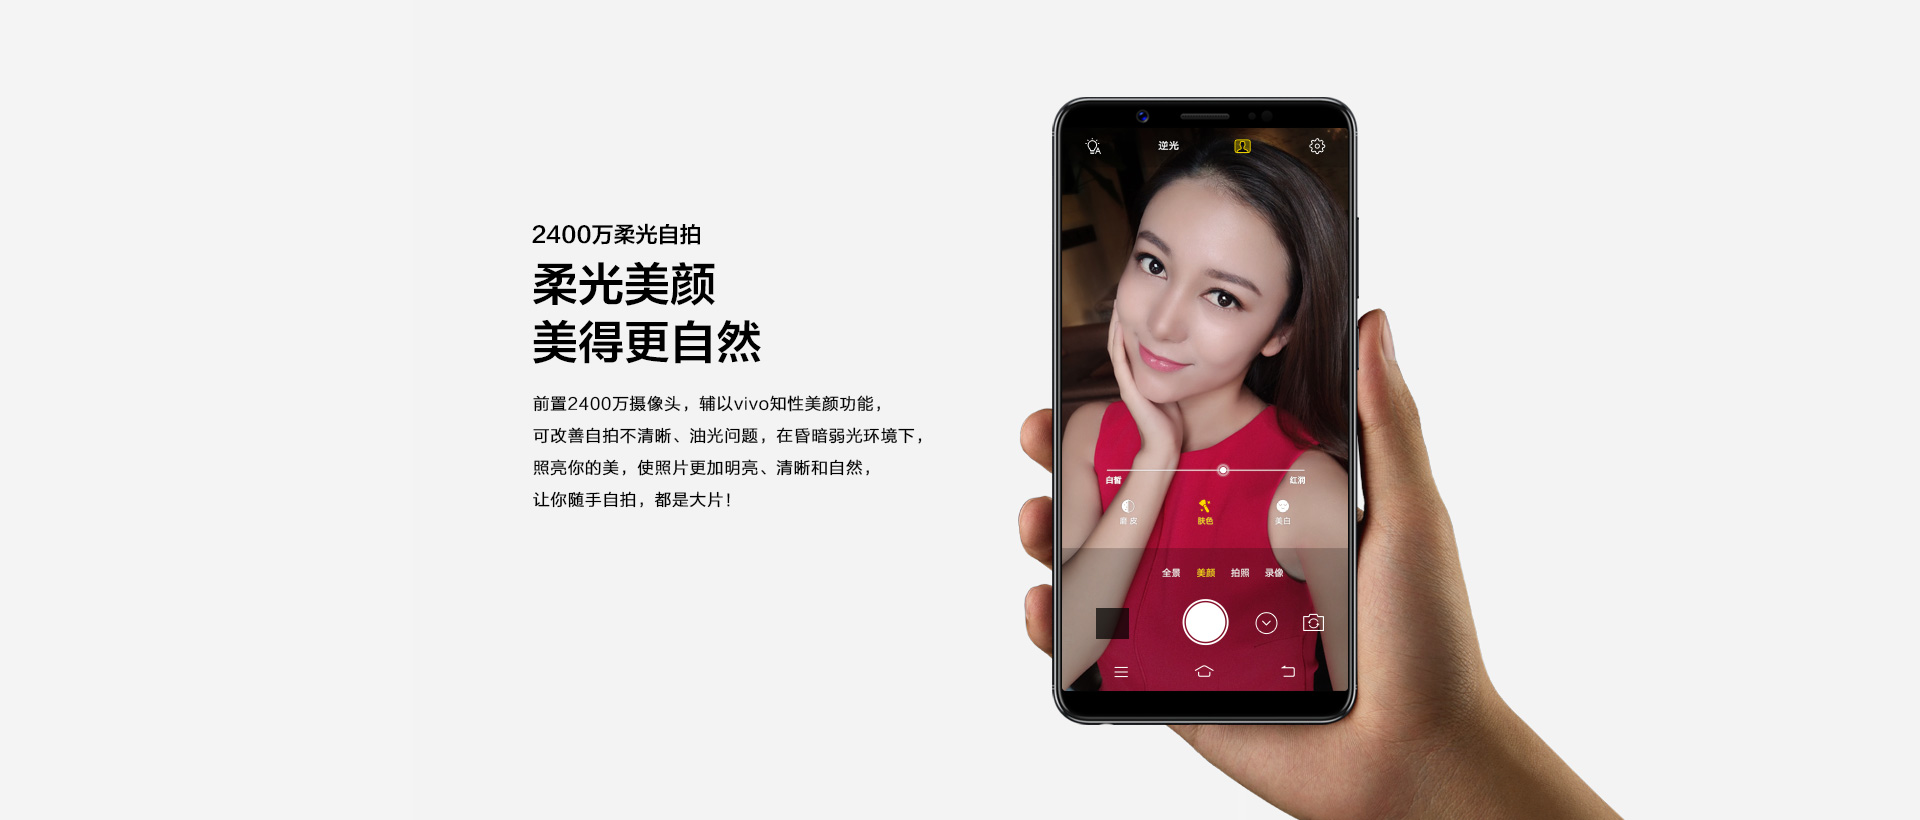 2400万柔光自拍
柔光美颜
美得更自然
前置2400万摄像头，辅以vivo知性美颜功能，
可改善自拍不清晰、油光问题，在昏暗弱光环境下，
照亮你的美，使照片更加明亮、清晰和自然，
让你随手自拍，都是大片！
逆光
白皙 红润
磨皮 肤色 美白
全景 美颜 拍照 录像